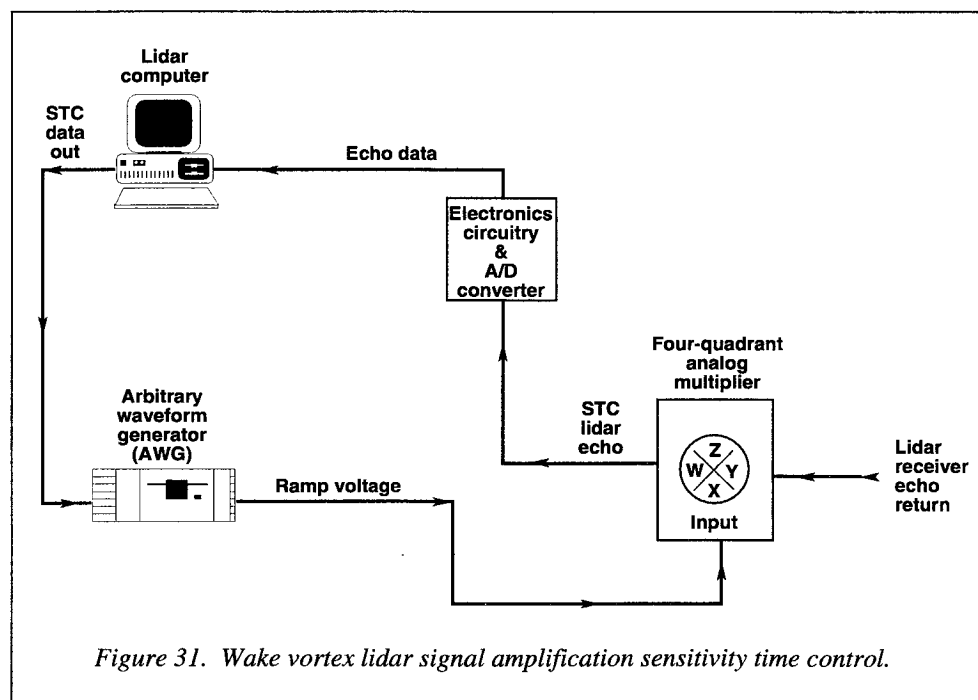 Lidar
computer
STC
data
out
Echo data
Electronics
circuitry
&
A/D
converter
Four-quadrant
analog
multiplier
STC
lidar
echo
Z
W
Y
X
Input
Lidar
receiver
echo
return
Arbitrary
waveform
generator
(AWG)
Ramp voltage
Figure 31. Wake vortex lidar signal amplification sensitivity time control.